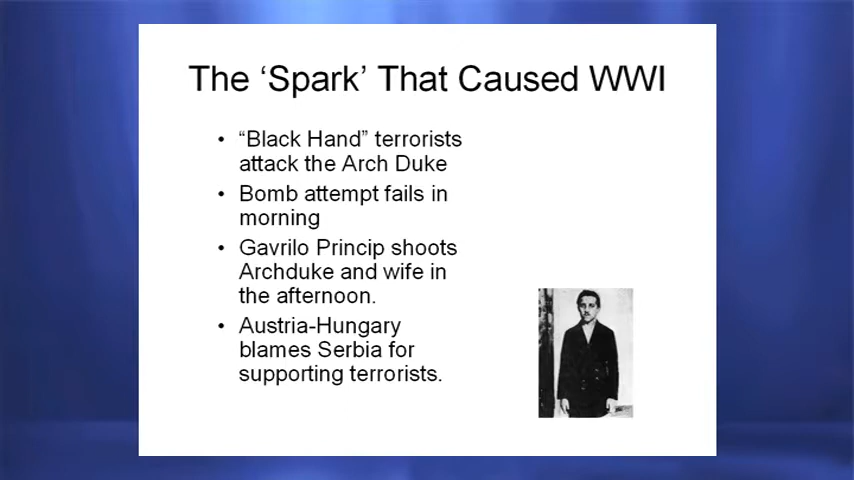 The ‘Spark’ That Caused WWI
• “Black Hand” terrorists
attack the Arch Duke
• Bomb attempt fails in
morning
• Gavrilo Princip shoots
Archduke and wife in
the afternoon.
• Austria-Hungary
blames Serbia for
supporting terrorists.